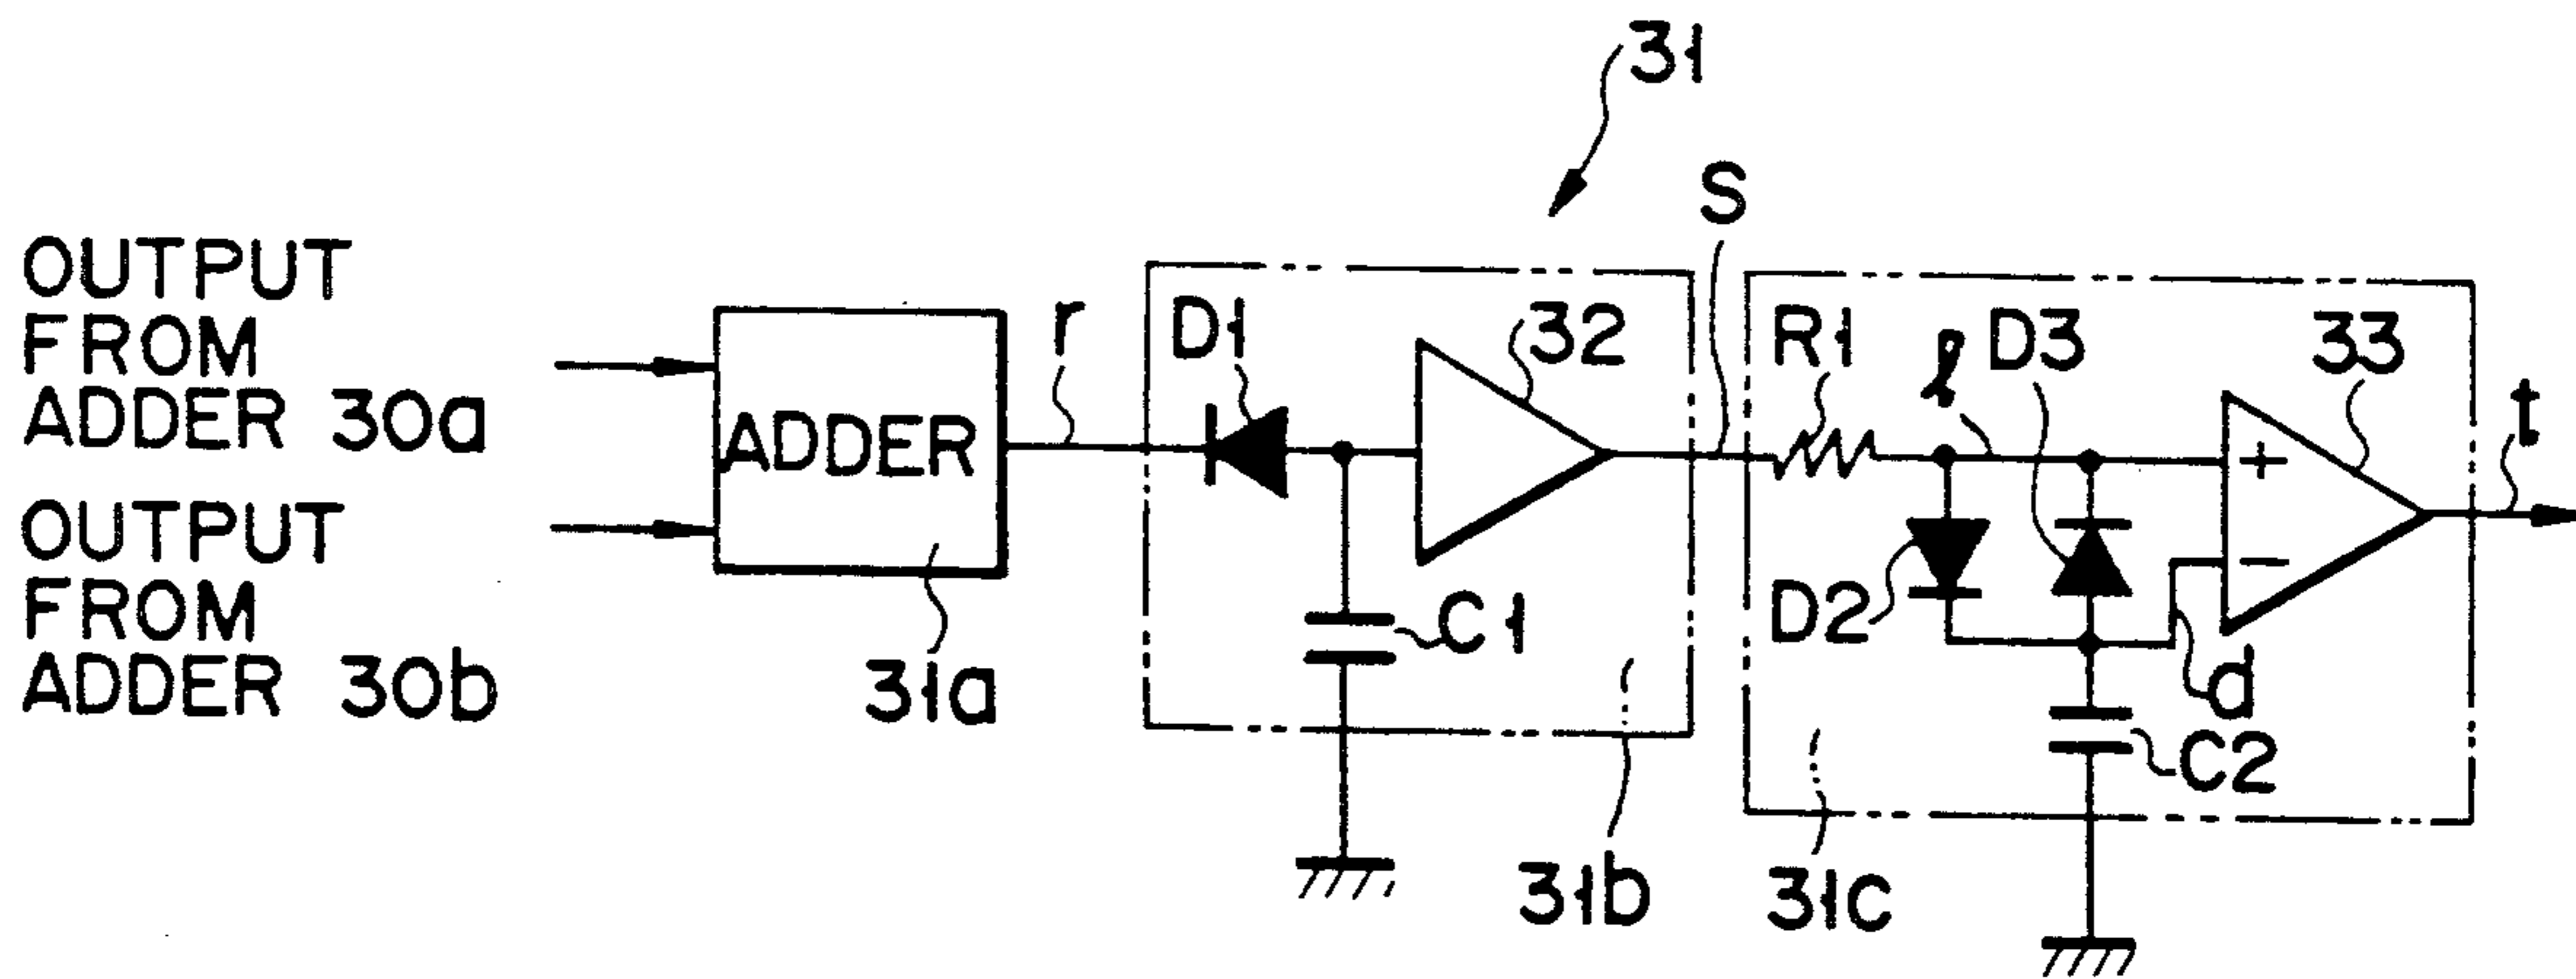 31
OUTPUT
FROM
ADDER 30a
OUTPUT
FROM
ADDER 30b
ADDER
31a
r
D1
32
C1
31b
S
R1
ℓ
D3
33
D2
+
−
d
C2
31c
t